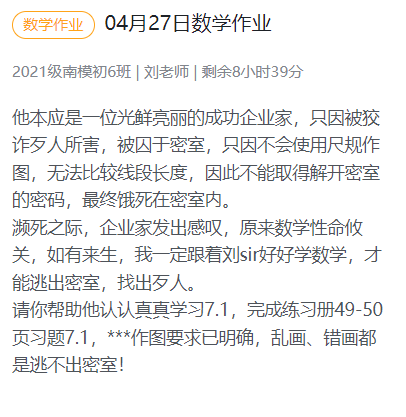 数学作业 04月27日数学作业
2021级南模初6班 | 刘老师 | 剩余8小时39分
他本应是一位光鲜亮丽的成功企业家，只因被狡
诈歹人所害，被囚于密室，只因不会使用尺规作
图，无法比较线段长度，因此不能取得解开密室
的密码，最终饿死在密室内。
濒死之际，企业家发出感叹，原来数学性命攸
关，如有来生，我一定跟着刘sir好好学数学，才
能逃出密室，找出歹人。
请你帮助他认认真真学习7.1，完成练习册49-50
页习题7.1，***作图要求已明确，乱画、错画都
是逃不出密室！